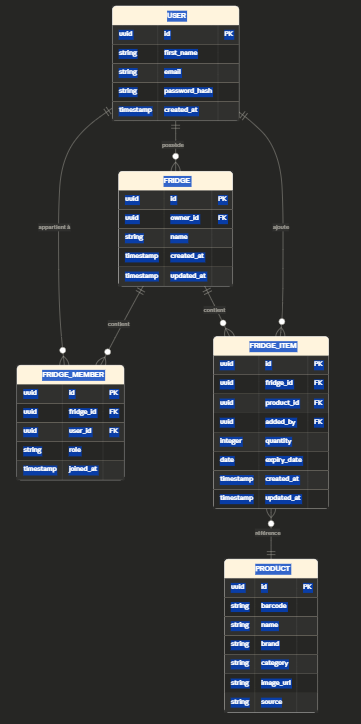 USER
uuid id PK
string first_name
string email
string password_hash
timestamp created_at
possède
FRIDGE
uuid id PK
uuid owner_id FK
string name
timestamp created_at
timestamp updated_at
appartient à
ajoute
contient
contient
FRIDGE_MEMBER
uuid id PK
uuid fridge_id FK
uuid user_id FK
string role
timestamp joined_at
FRIDGE_ITEM
uuid id PK
uuid fridge_id FK
uuid product_id FK
uuid added_by FK
integer quantity
date expiry_date
timestamp created_at
timestamp updated_at
référence
PRODUCT
uuid id PK
string barcode
string name
string brand
string category
string image_url
string source